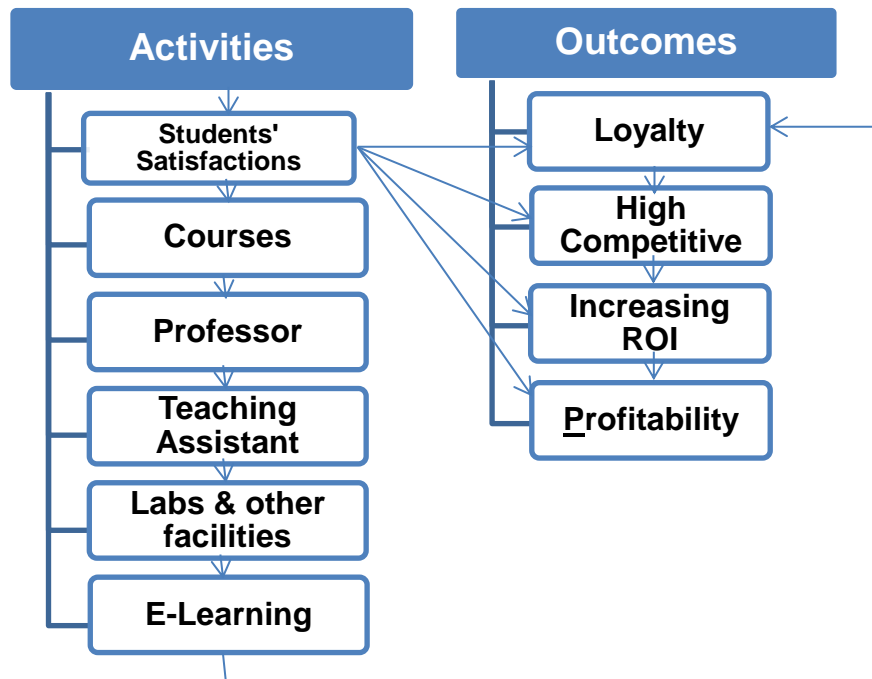 Activities
Students'
Satisfactions
Courses
Professor
Teaching
Assistant
Labs & other
facilities
E-Learning
Outcomes
Loyalty
High
Competitive
Increasing
ROI
Profitability